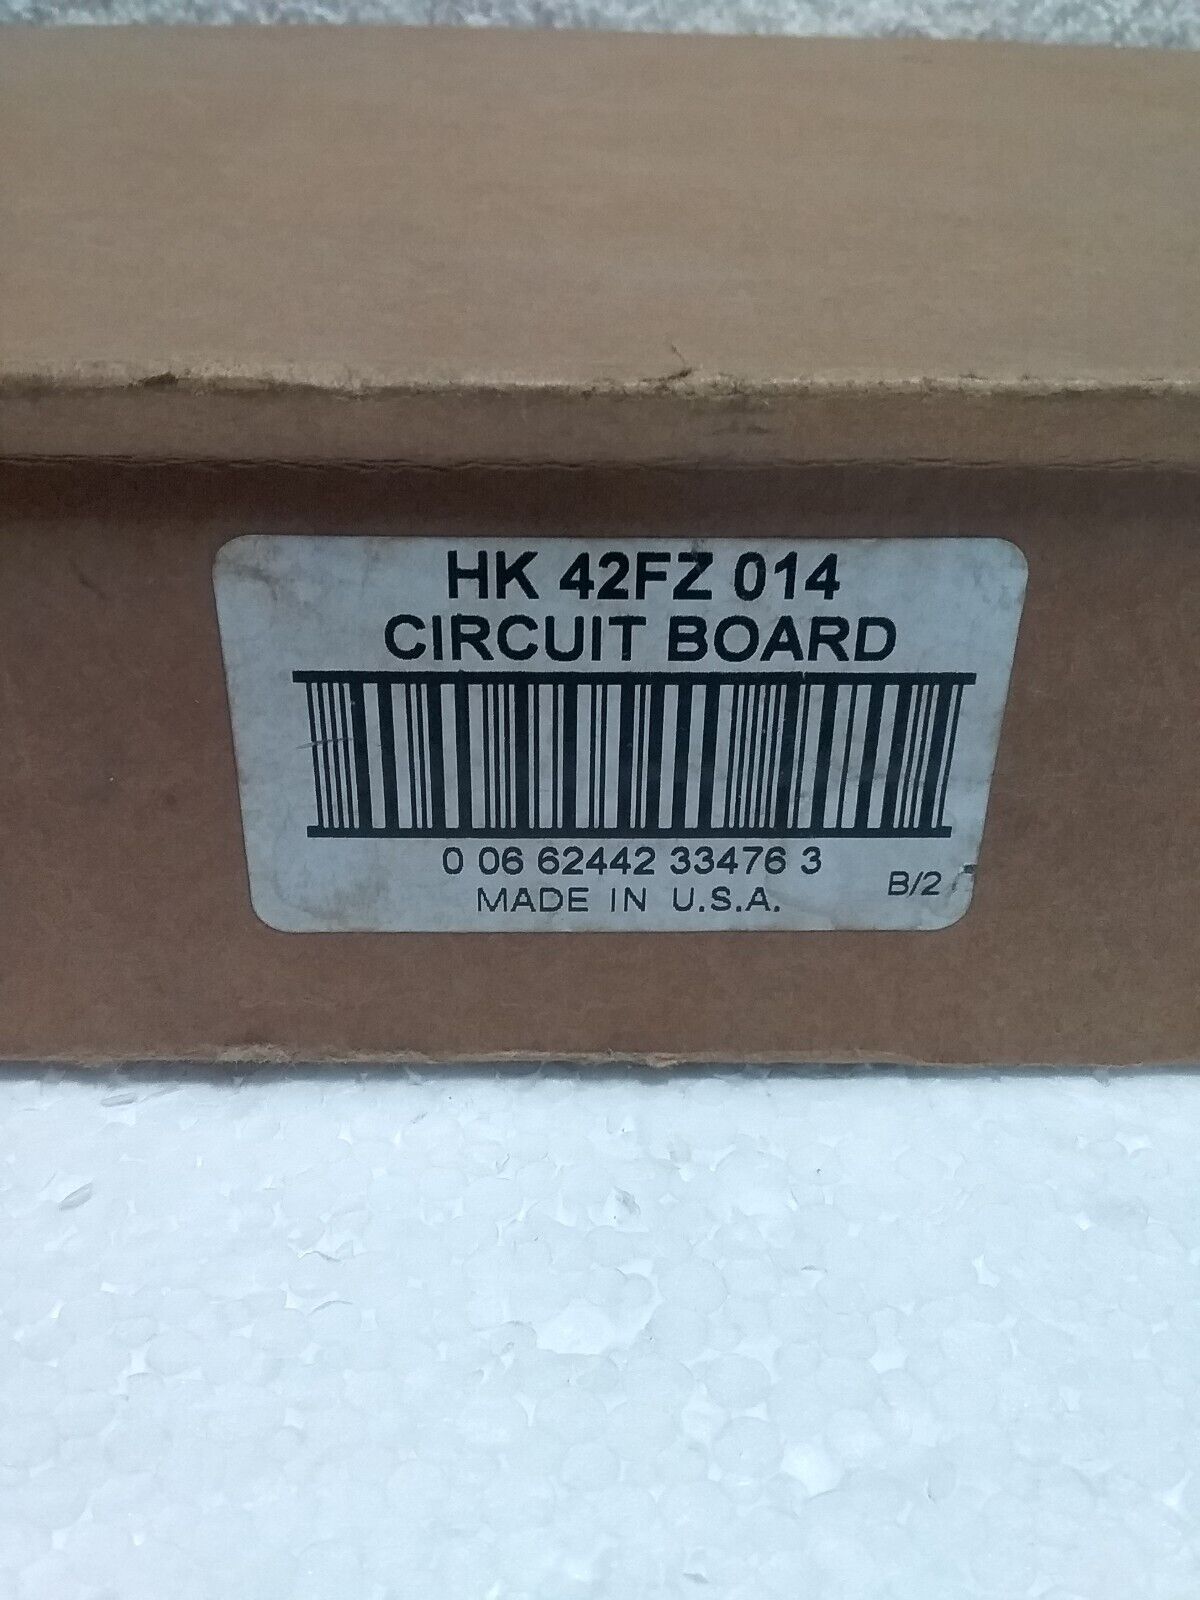 HK 42FZ 014
CIRCUIT BOARD
0 06 62442 33476 3
MADE IN U.S.A.
B/2